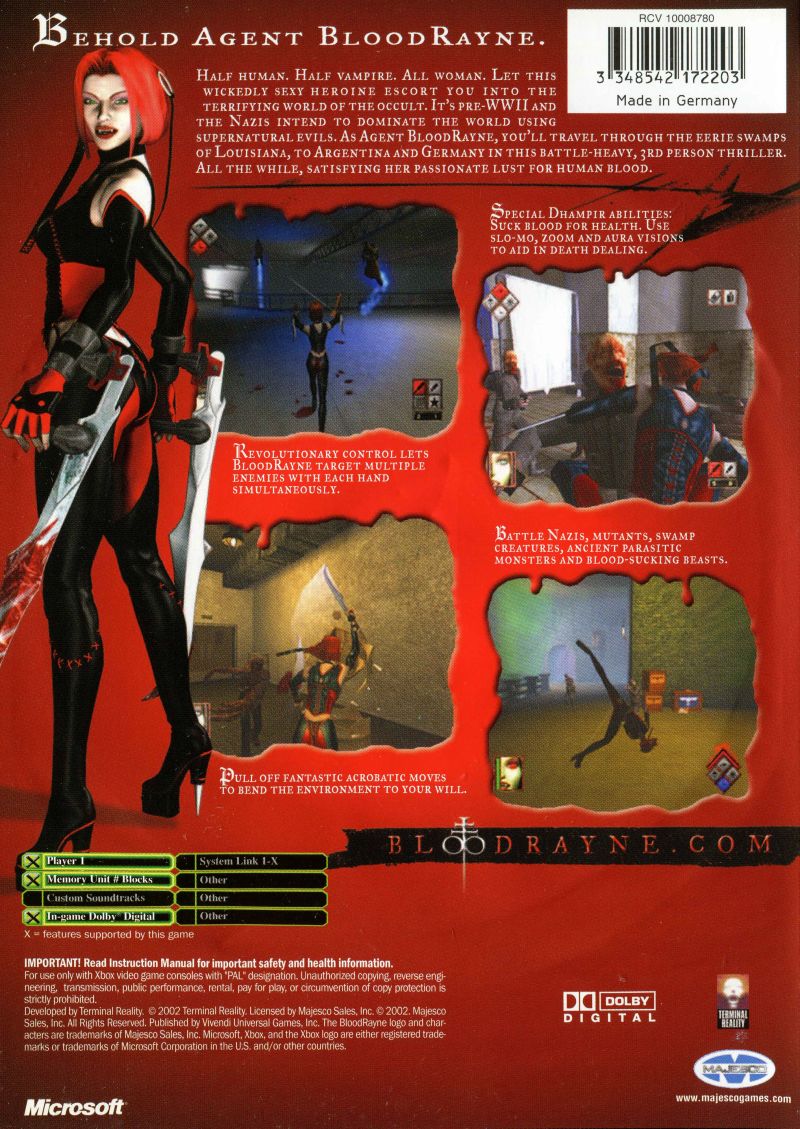 Behold Agent BloodRayne.
RCV 10008780
3 348542 172203
Made in Germany
Half human. Half vampire. All woman. Let this
wickedly sexy heroine escort you into the
terrifying world of the occult. It's pre-WWII and
the Nazis intend to dominate the world using
supernatural evils. As Agent BloodRayne, you'll travel through the eerie swamps
of Louisiana, to Argentina and Germany in this battle-heavy, 3rd person thriller.
All the while, satisfying her passionate lust for human blood.
Special Dhampir abilities:
Suck blood for health. Use
slo-mo, zoom and aura visions
to aid in death dealing.
Revolutionary control lets
BloodRayne target multiple
enemies with each hand
simultaneously.
Battle Nazis, mutants, swamp
creatures, ancient parasitic
monsters and blood-sucking beasts.
Pull off fantastic acrobatic moves
to bend the environment to your will.
BLOODRAYNE.COM
X Player 1
System Link 1-X
X Memory Unit # Blocks
Other
Custom Soundtracks
Other
X In-game Dolby® Digital
Other
X = features supported by this game
IMPORTANT! Read Instruction Manual for important safety and health information.
For use only with Xbox video game consoles with "PAL" designation. Unauthorized copying, reverse engi-
neering, transmission, public performance, rental, pay for play, or circumvention of copy protection is
strictly prohibited.
Developed by Terminal Reality. © 2002 Terminal Reality. Licensed by Majesco Sales, Inc. © 2002. Majesco
Sales, Inc. All Rights Reserved. Published by Vivendi Universal Games, Inc. The BloodRayne logo and char-
acters are trademarks of Majesco Sales, Inc. Microsoft, Xbox, and the Xbox logo are either registered trade-
marks or trademarks of Microsoft Corporation in the U.S. and/or other countries.
DOLBY
DIGITAL
TERMINAL
REALITY
MAJESCO
www.majescogames.com
Microsoft®